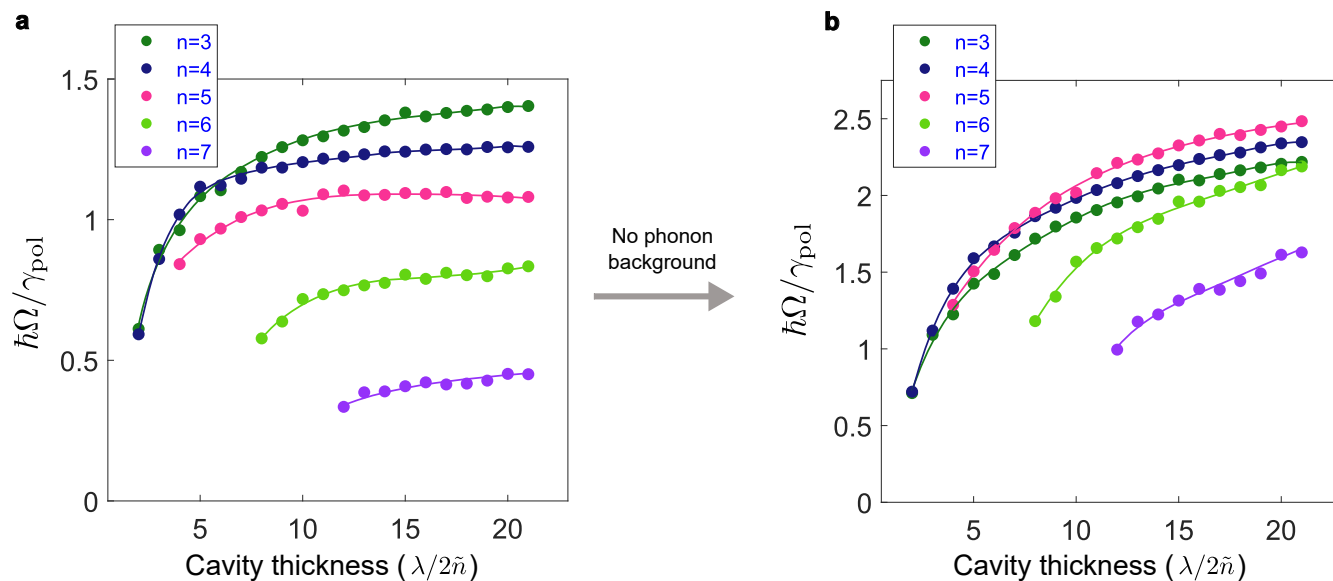 a
n=3
n=4
n=5
n=6
n=7
1.5
1
0.5
0
5
10
15
20
ħΩ/γpol
Cavity thickness ( λ/2ñ )
No phonon
background
b
n=3
n=4
n=5
n=6
n=7
2.5
2
1.5
1
0.5
0
5
10
15
20
ħΩ/γpol
Cavity thickness ( λ/2ñ )